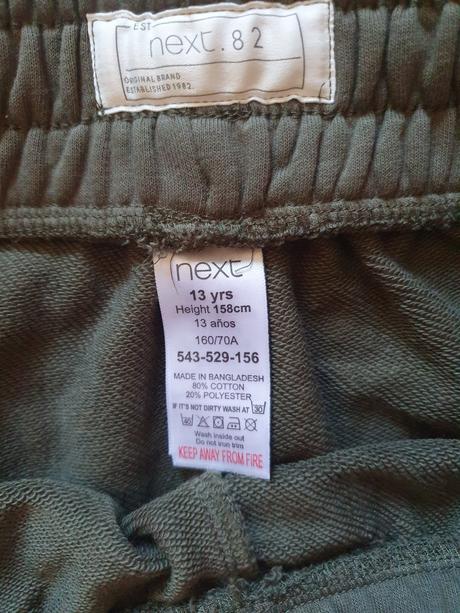 EST
next.82
ORIGINAL BRAND
ESTABLISHED 1982.
next
13 yrs
Height 158cm
13 años
160/70A
543-529-156
MADE IN BANGLADESH
80% COTTON
20% POLYESTER
IF IT'S NOT DIRTY WASH AT 30
40
Wash inside out
Do not iron trim
KEEP AWAY FROM FIRE